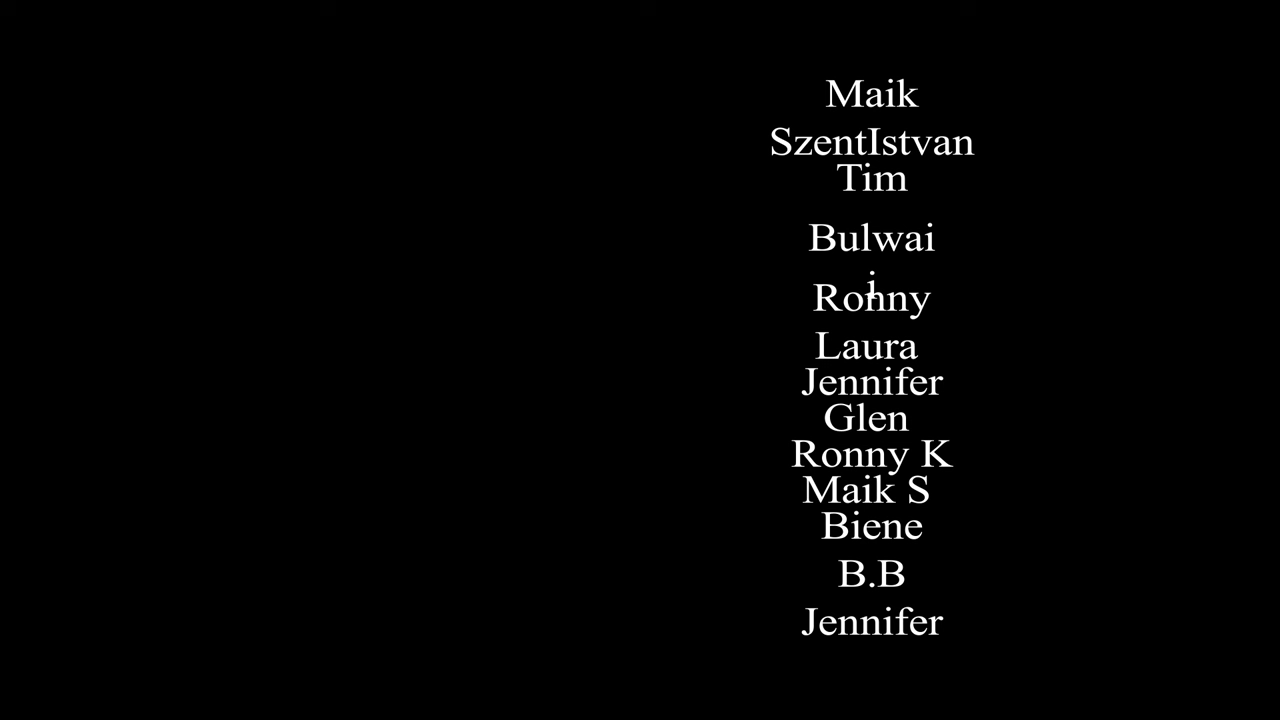 Maik
SzentIstvan
Tim
Bulwai
i
Ronny
Laura
Jennifer
Glen
Ronny K
Maik S
Biene
B.B
Jennifer